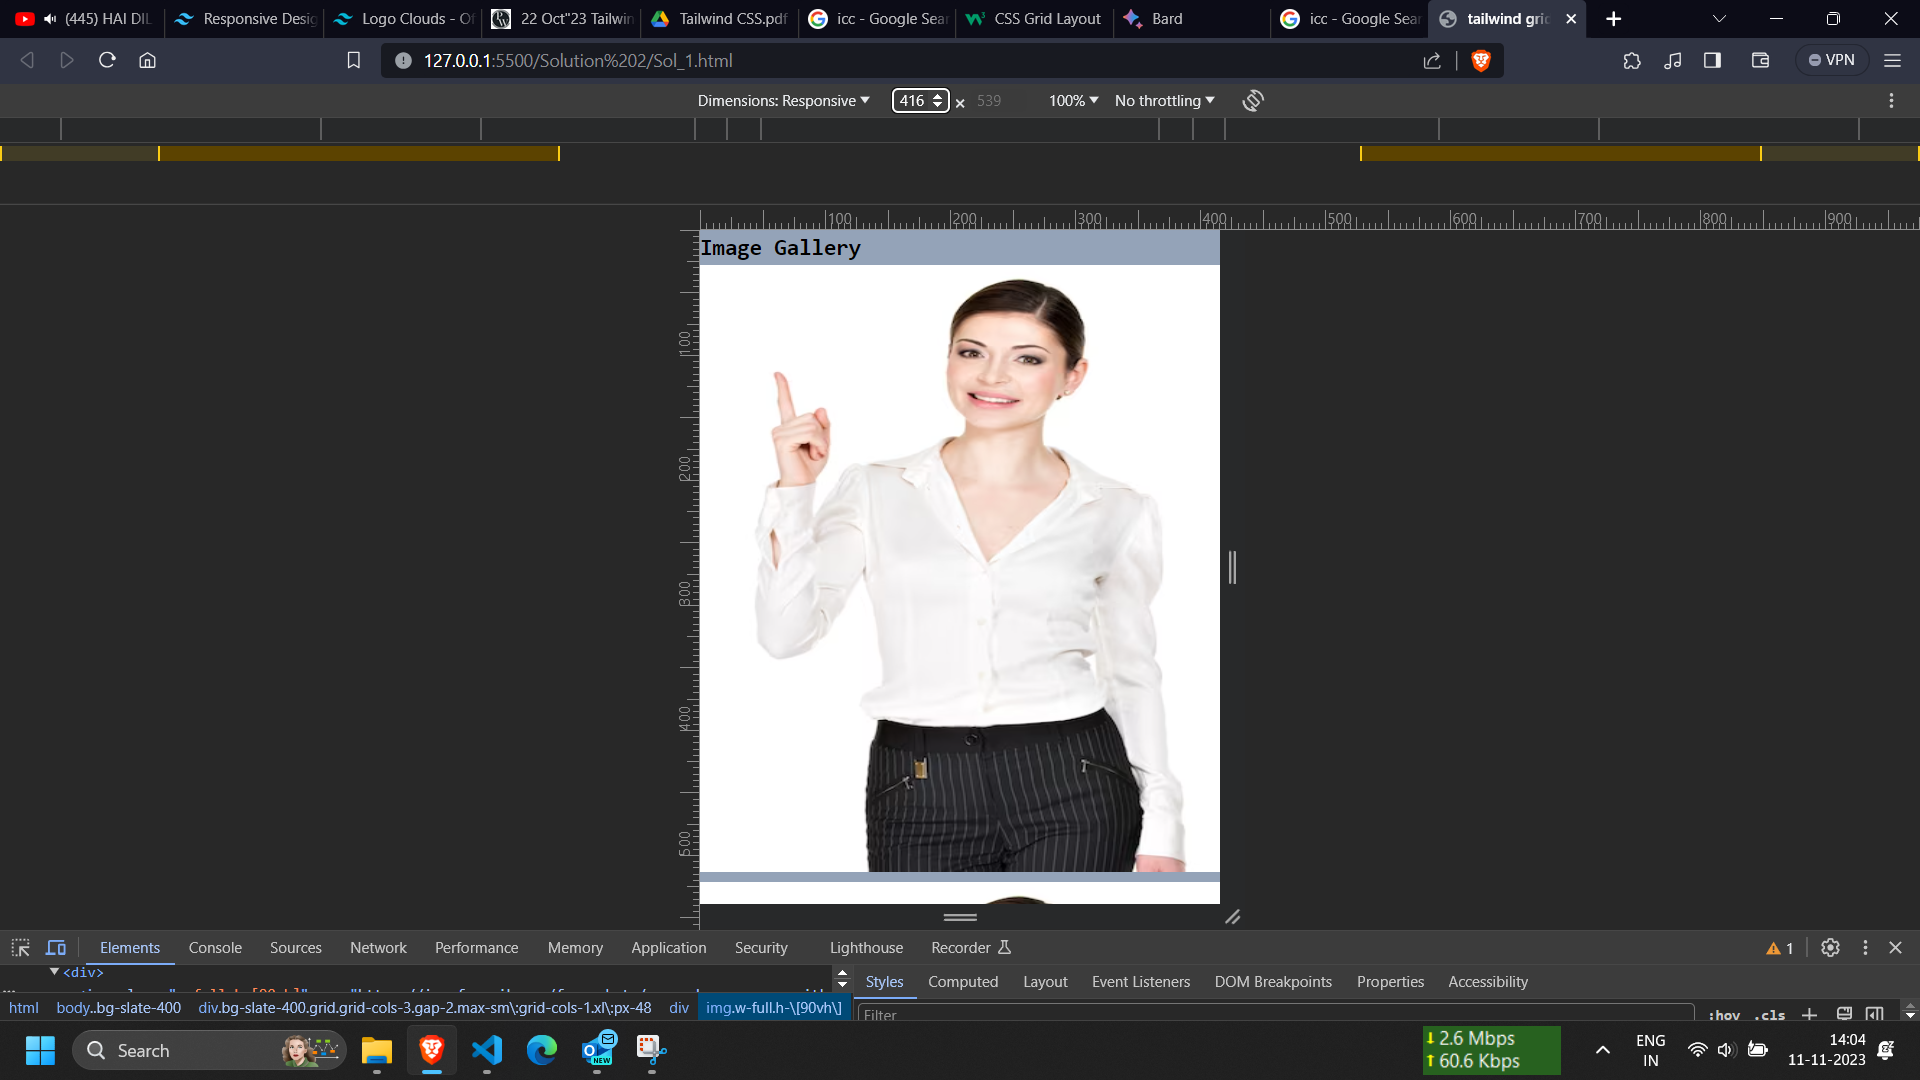 (445) HAI DIL
Responsive Desig
Logo Clouds - Of
22 Oct"23 Tailwin
Tailwind CSS.pdf
icc - Google Sear
CSS Grid Layout
Bard
icc - Google Sear
tailwind grid
127.0.0.1:5500/Solution%202/Sol_1.html
VPN
Dimensions: Responsive
416 × 539
100%
No throttling
100 200 300 400 500 600 700 800 900
Image Gallery
100
200
300
400
500
Elements Console Sources Network Performance Memory Application Security Lighthouse Recorder
1
<div>
Styles Computed Layout Event Listeners DOM Breakpoints Properties Accessibility
html body.bg-slate-400 div.bg-slate-400.grid.grid-cols-3.gap-2.max-sm\:grid-cols-1.xl\:px-48 div img.w-full.h-\[90vh\]
Filter
:hov .cls
Search
NEW
2.6 Mbps
60.6 Kbps
ENG
IN
14:04
11-11-2023